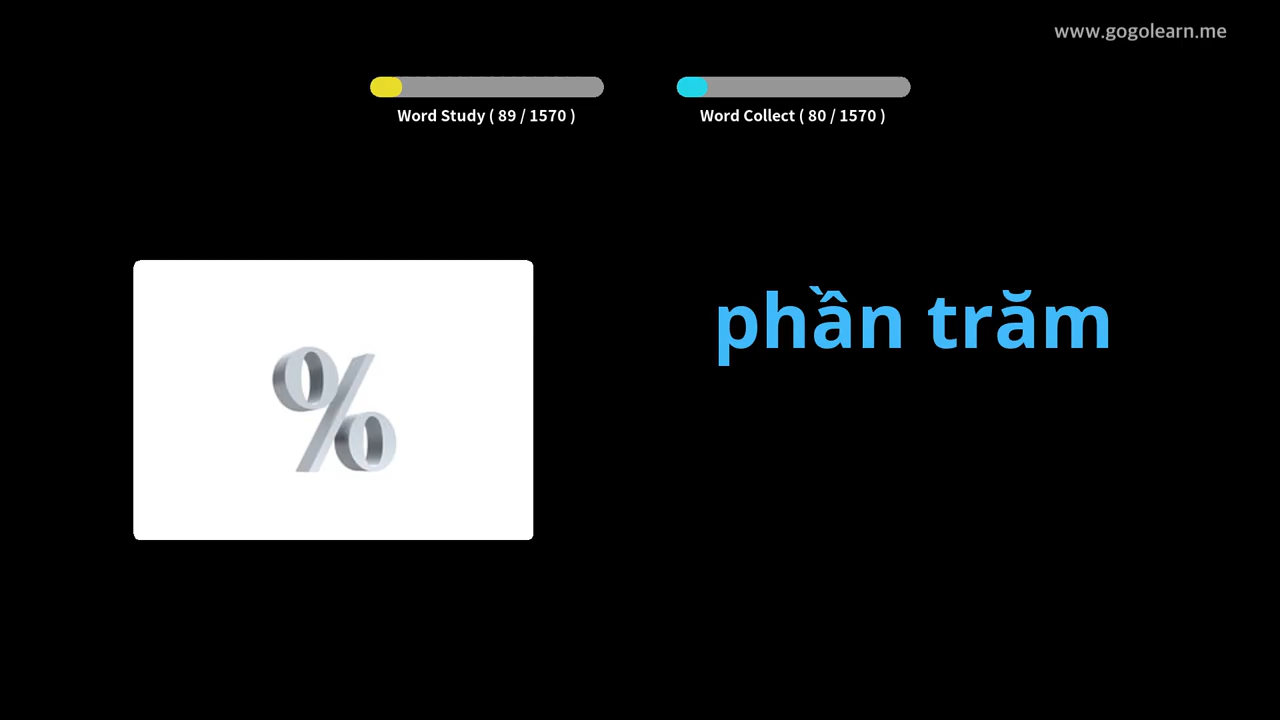 www.gogolearn.me
Word Study ( 89 / 1570 )
Word Collect ( 80 / 1570 )
phần trăm
%